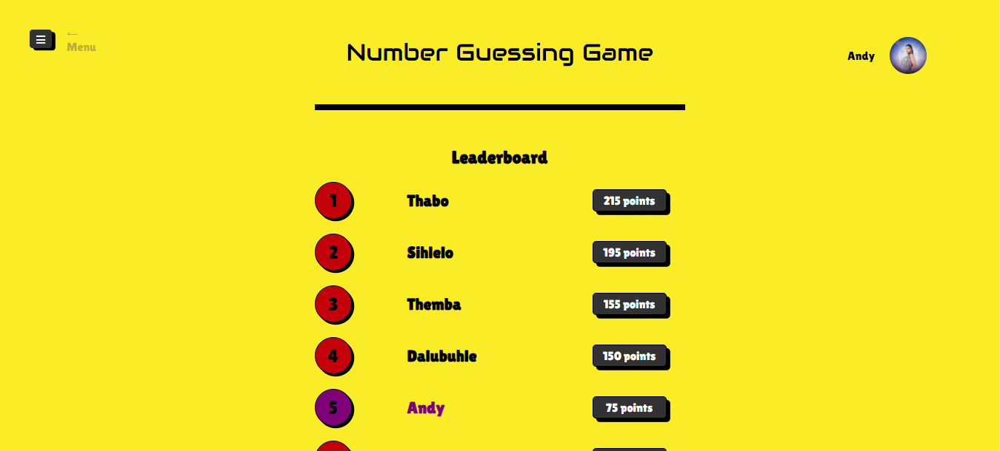 ←
Menu
Number Guessing Game
Andy
Leaderboard
1 Thabo 215 points
2 Sihlelo 195 points
3 Themba 155 points
4 Dalubuhle 150 points
5 Andy 75 points